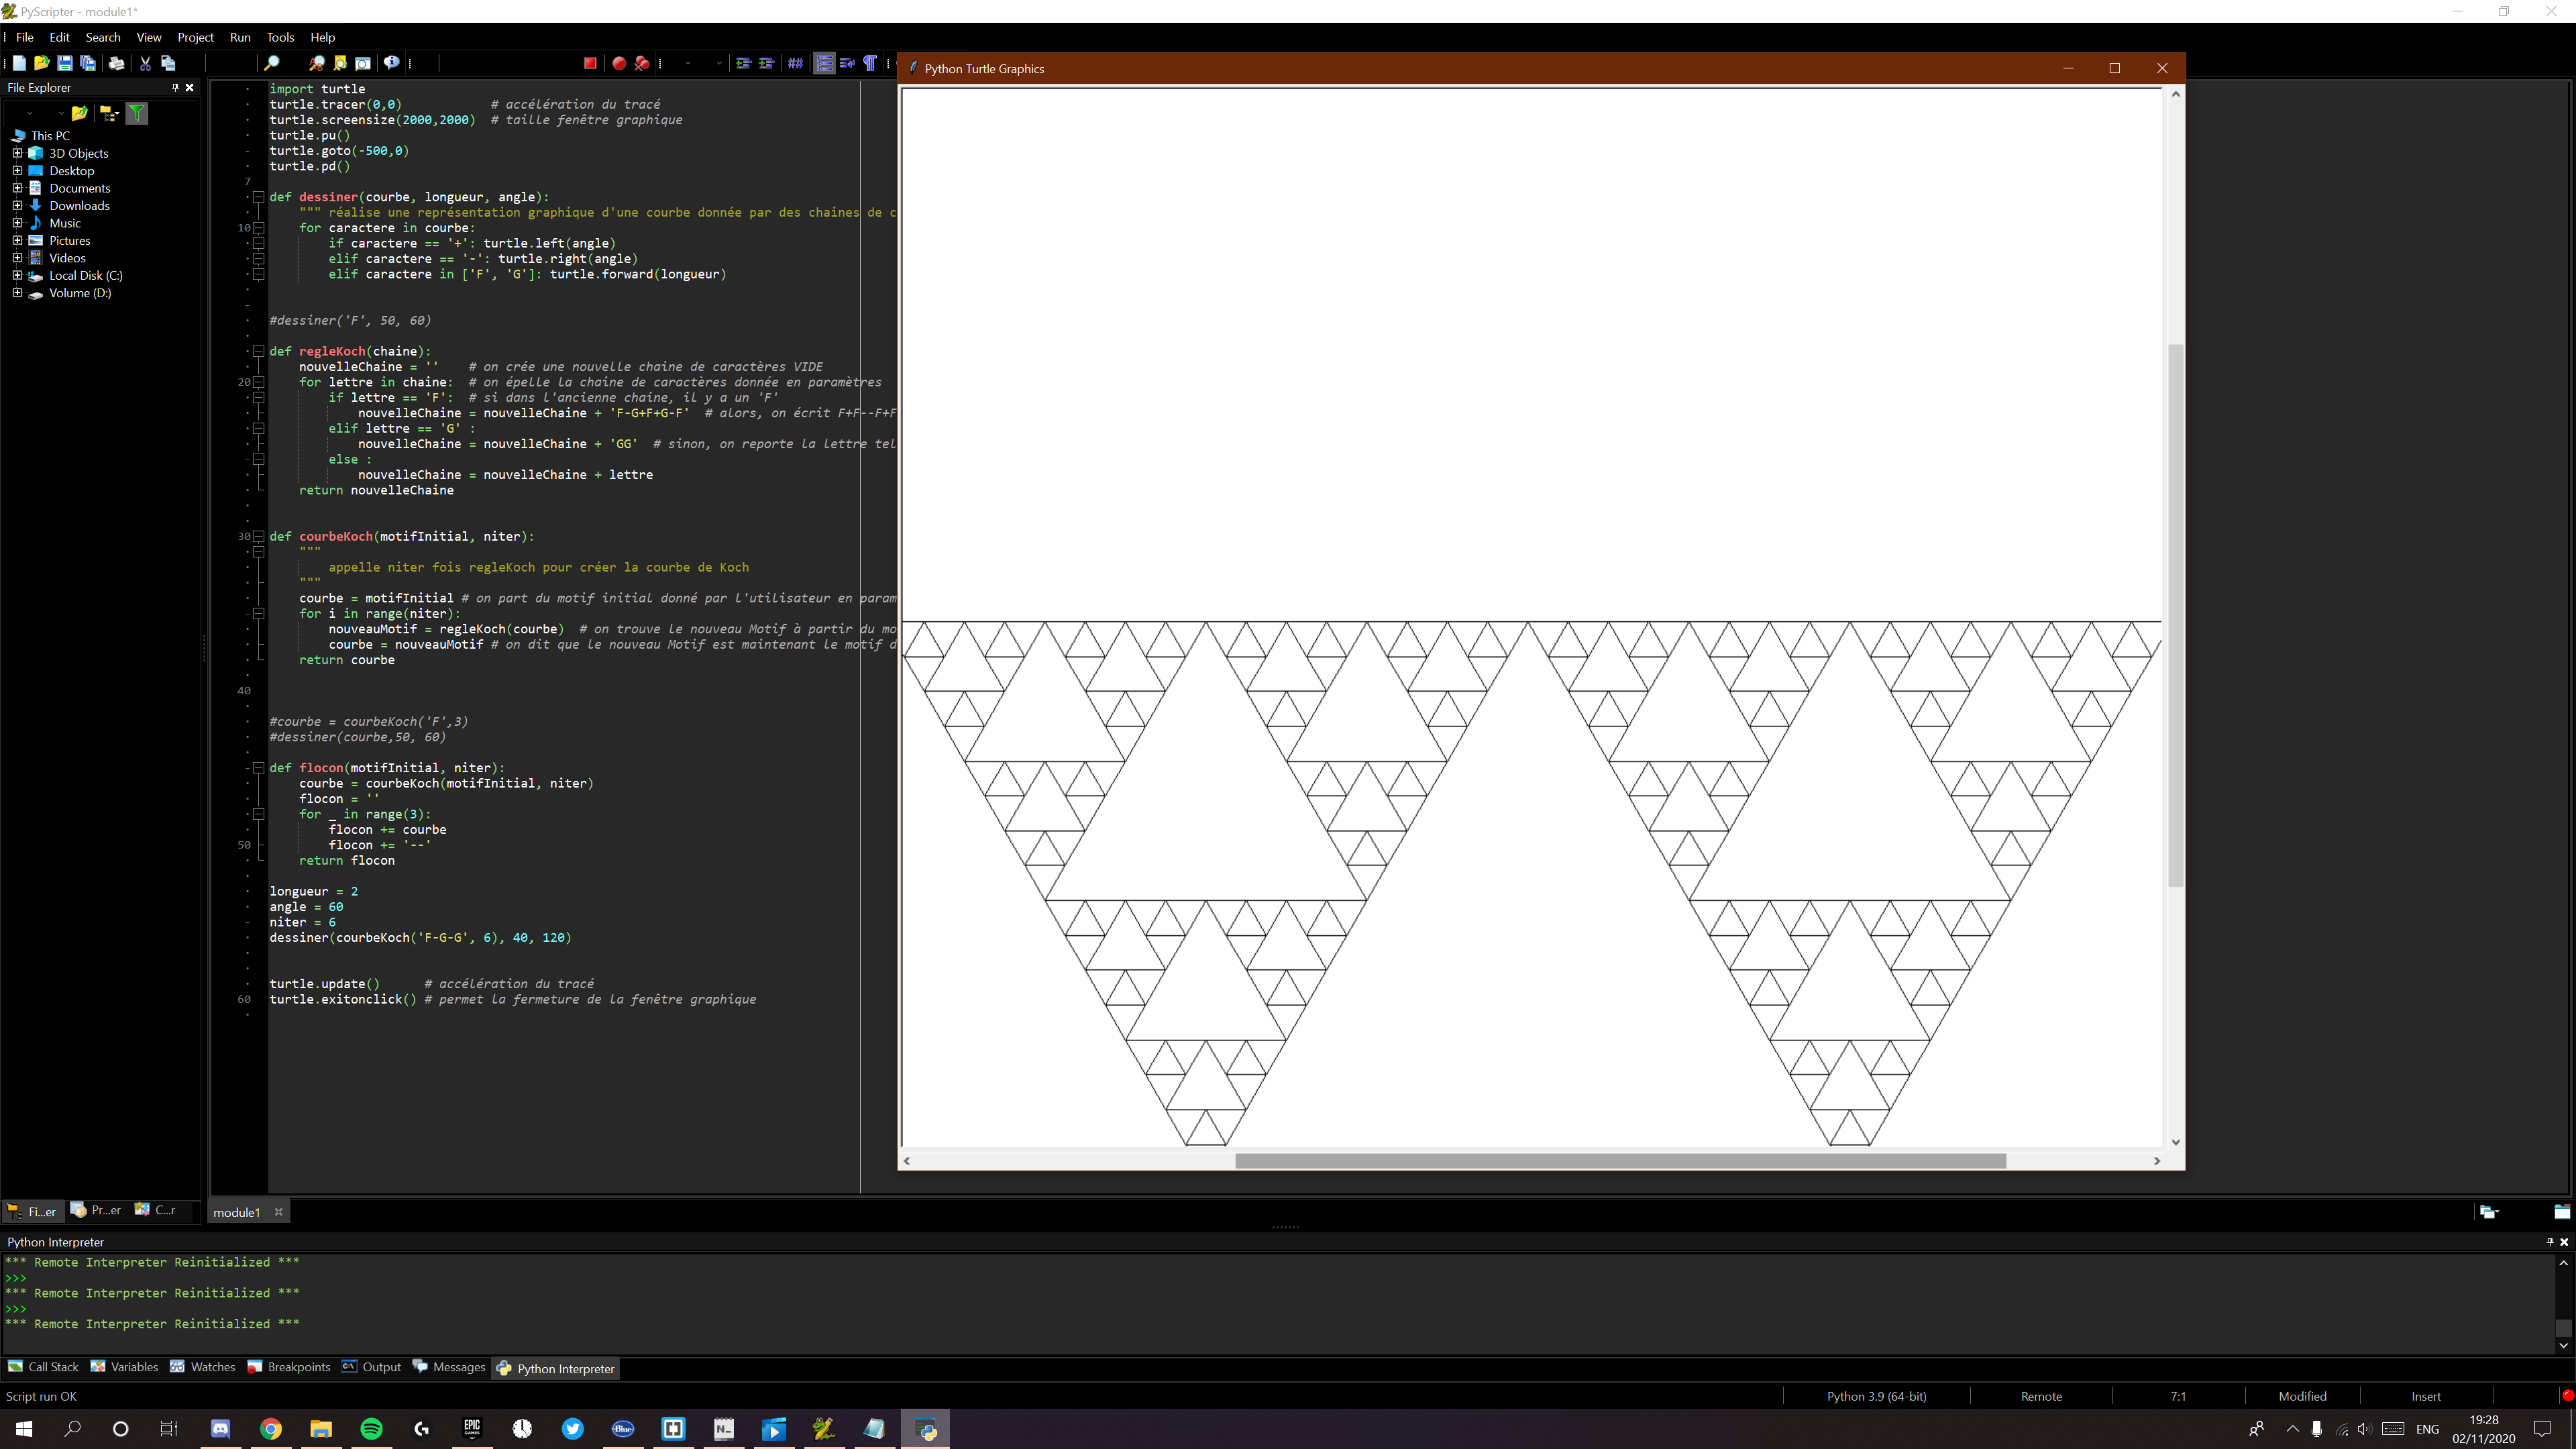 PyScripter - module1*
File Edit Search View Project Run Tools Help
File Explorer
This PC
3D Objects
Desktop
Documents
Downloads
Music
Pictures
Videos
Local Disk (C:)
Volume (D:)
import turtle
turtle.tracer(0,0) # accélération du tracé
turtle.screensize(2000,2000) # taille fenêtre graphique
turtle.pu()
turtle.goto(-500,0)
turtle.pd()
7
def dessiner(courbe, longueur, angle):
""" réalise une représentation graphique d'une courbe donnée par des chaines de c
10 for caractere in courbe:
if caractere == '+': turtle.left(angle)
elif caractere == '-': turtle.right(angle)
elif caractere in ['F', 'G']: turtle.forward(longueur)
#dessiner('F', 50, 60)
def regleKoch(chaine):
nouvelleChaine = '' # on crée une nouvelle chaine de caractères VIDE
20 for lettre in chaine: # on épelle la chaine de caractères donnée en paramètres
if lettre == 'F': # si dans l'ancienne chaine, il y a un 'F'
nouvelleChaine = nouvelleChaine + 'F-G+F+G-F' # alors, on écrit F+F--F+F
elif lettre == 'G' :
nouvelleChaine = nouvelleChaine + 'GG' # sinon, on reporte la lettre tel
else :
nouvelleChaine = nouvelleChaine + lettre
return nouvelleChaine
30 def courbeKoch(motifInitial, niter):
"""
appelle niter fois regleKoch pour créer la courbe de Koch
"""
courbe = motifInitial # on part du motif initial donné par l'utilisateur en param
for i in range(niter):
nouveauMotif = regleKoch(courbe) # on trouve le nouveau Motif à partir du mo
courbe = nouveauMotif # on dit que le nouveau Motif est maintenant le motif d
return courbe
40
#courbe = courbeKoch('F',3)
#dessiner(courbe,50, 60)
def flocon(motifInitial, niter):
courbe = courbeKoch(motifInitial, niter)
flocon = ''
for _ in range(3):
flocon += courbe
50 flocon += '--'
return flocon
longueur = 2
angle = 60
niter = 6
dessiner(courbeKoch('F-G-G', 6), 40, 120)
turtle.update() # accélération du tracé
60 turtle.exitonclick() # permet la fermeture de la fenêtre graphique
Python Turtle Graphics
Fi...er Pr...er C...r
module1
Python Interpreter
*** Remote Interpreter Reinitialized ***
>>>
*** Remote Interpreter Reinitialized ***
>>>
*** Remote Interpreter Reinitialized ***
Call Stack Variables Watches Breakpoints Output Messages Python Interpreter
Script run OK
Python 3.9 (64-bit) Remote 7:1 Modified Insert
EPIC GAMES
Blue
N_
ENG
19:28
02/11/2020